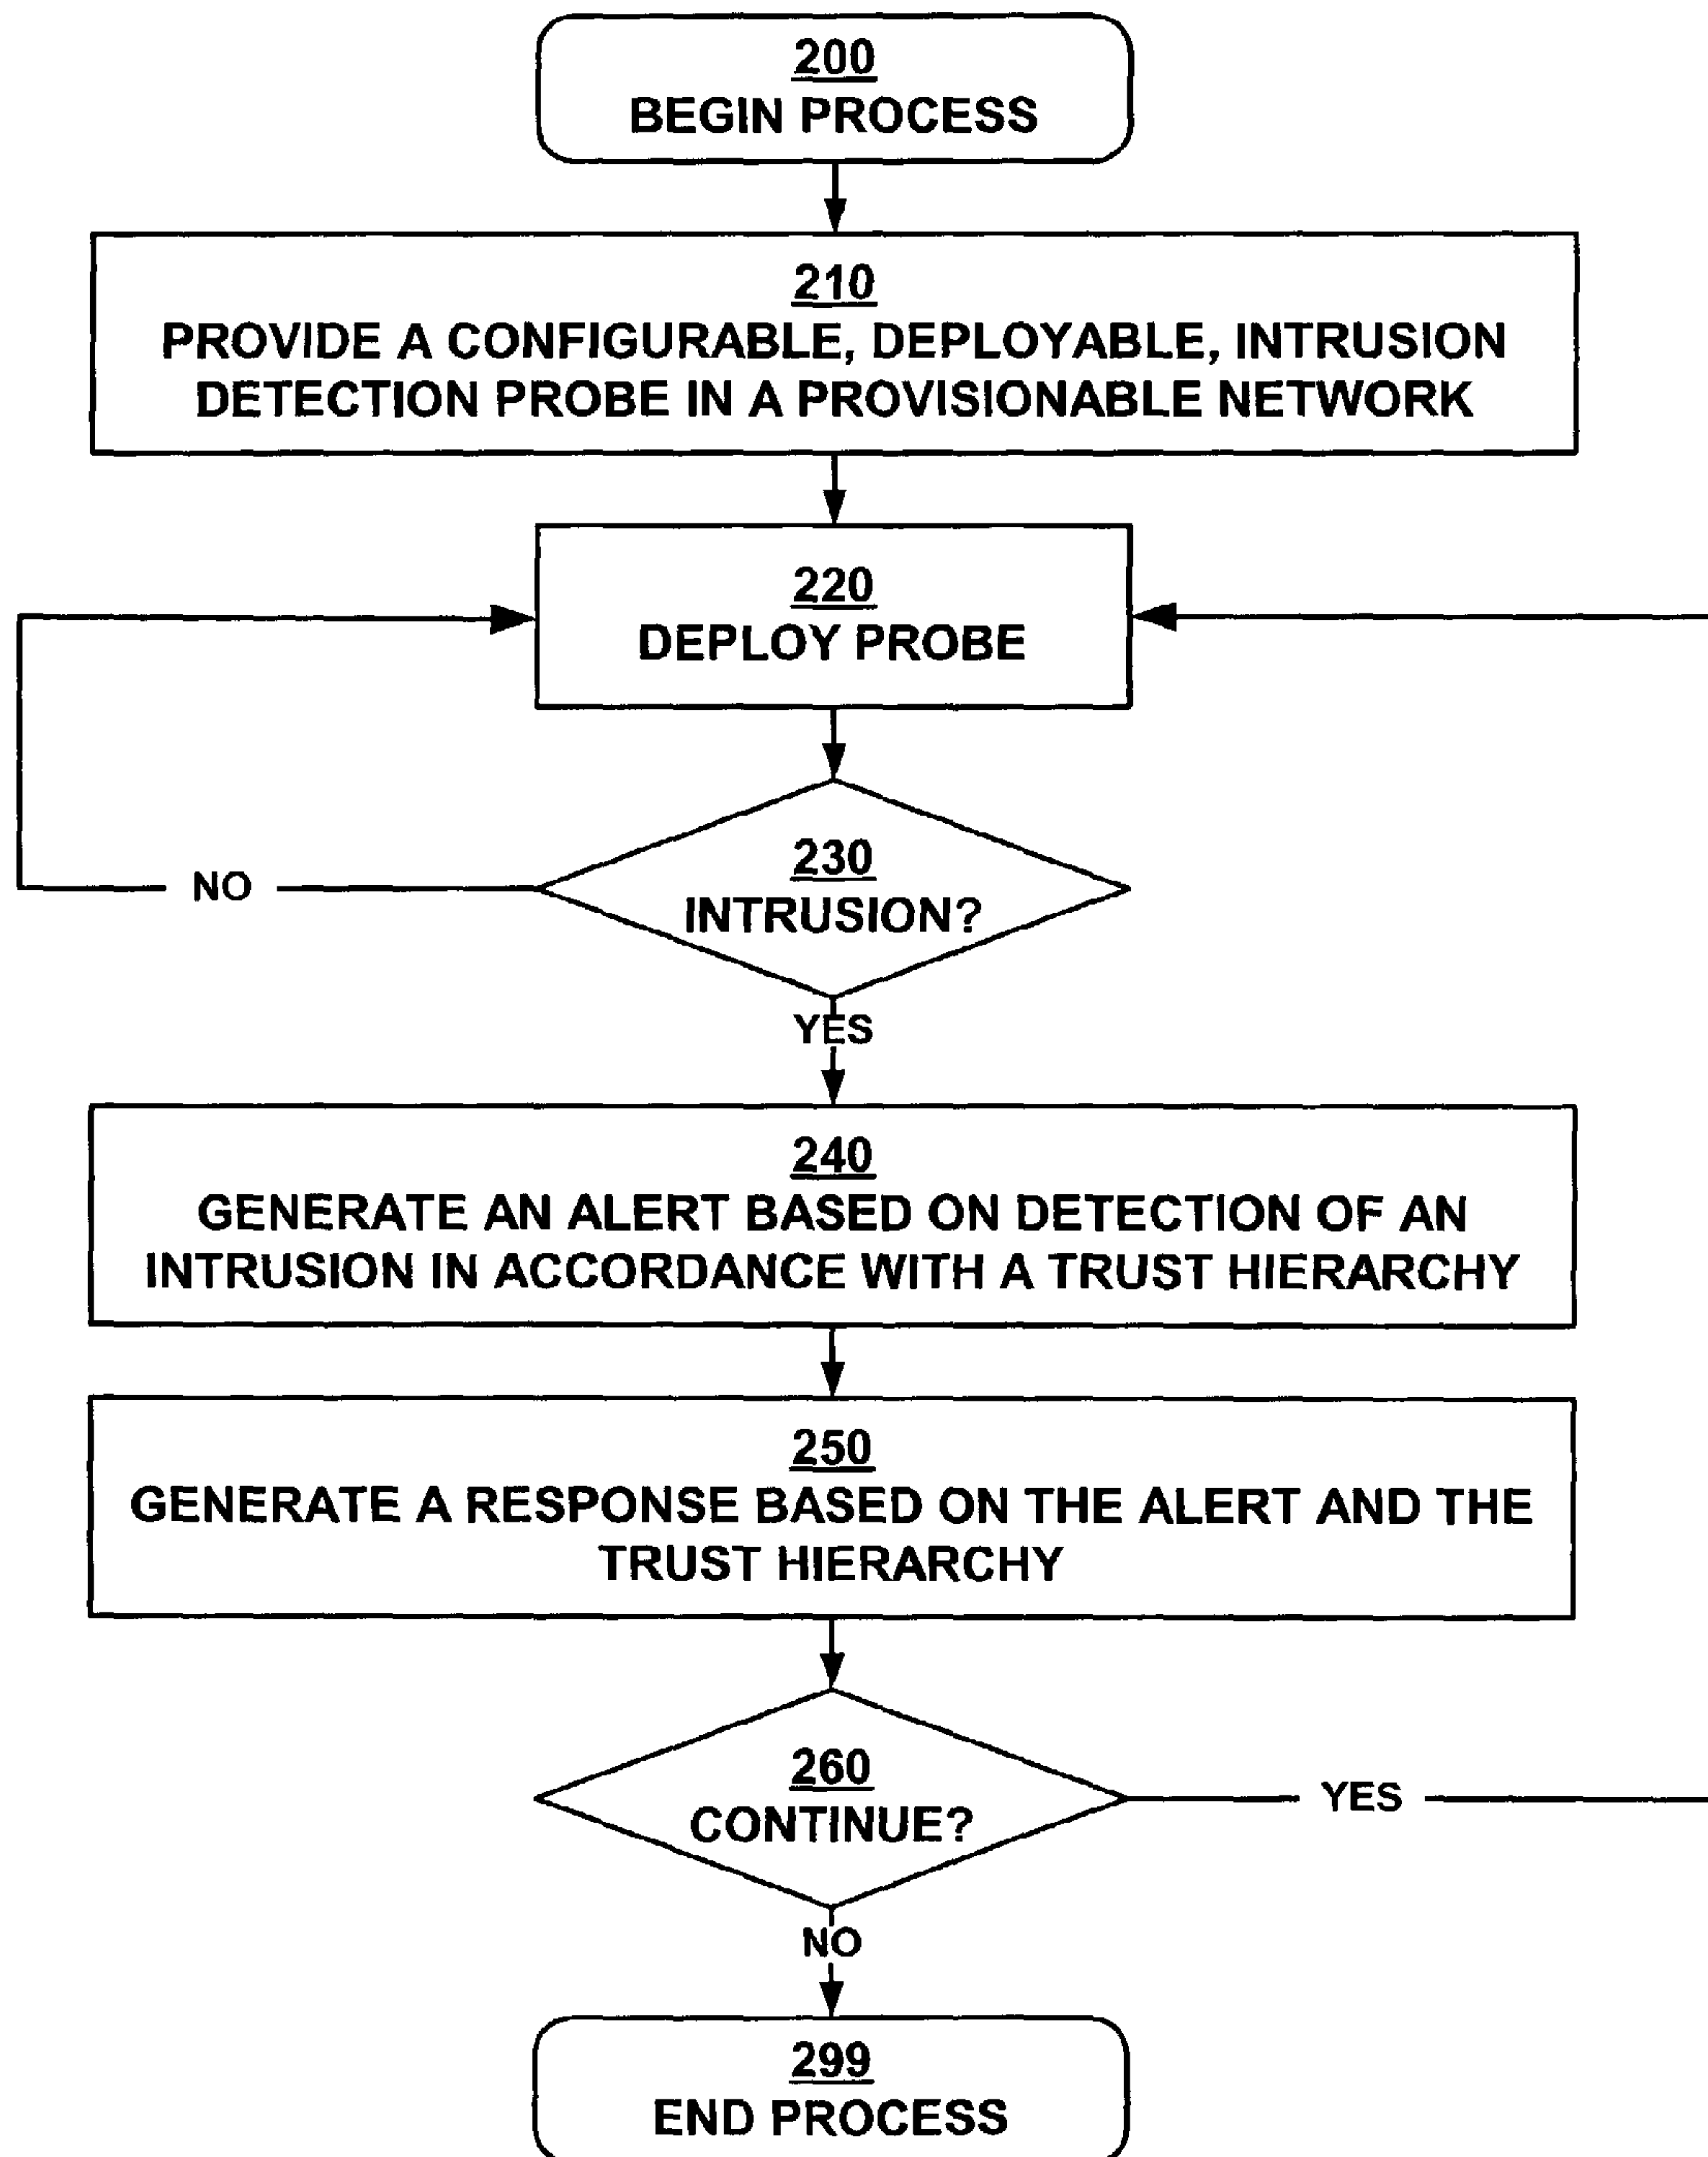 200
BEGIN PROCESS
210
PROVIDE A CONFIGURABLE, DEPLOYABLE, INTRUSION
DETECTION PROBE IN A PROVISIONABLE NETWORK
220
DEPLOY PROBE
230
INTRUSION?
NO
YES
240
GENERATE AN ALERT BASED ON DETECTION OF AN
INTRUSION IN ACCORDANCE WITH A TRUST HIERARCHY
250
GENERATE A RESPONSE BASED ON THE ALERT AND THE
TRUST HIERARCHY
260
CONTINUE?
YES
NO
299
END PROCESS